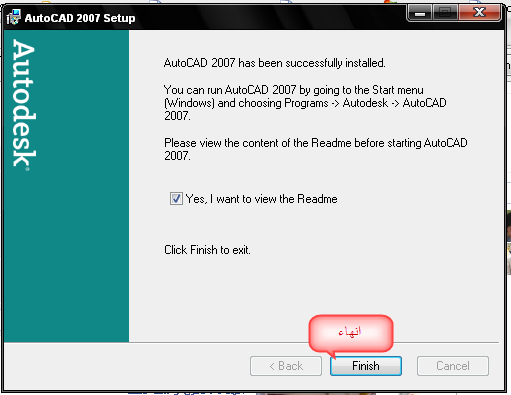 AutoCAD 2007 Setup
Autodesk
AutoCAD 2007 has been successfully installed.
You can run AutoCAD 2007 by going to the Start menu
(Windows) and choosing Programs -> Autodesk -> AutoCAD
2007.
Please view the content of the Readme before starting AutoCAD
2007.
Yes, I want to view the Readme
Click Finish to exit.
انهاء
< Back
Finish
Cancel